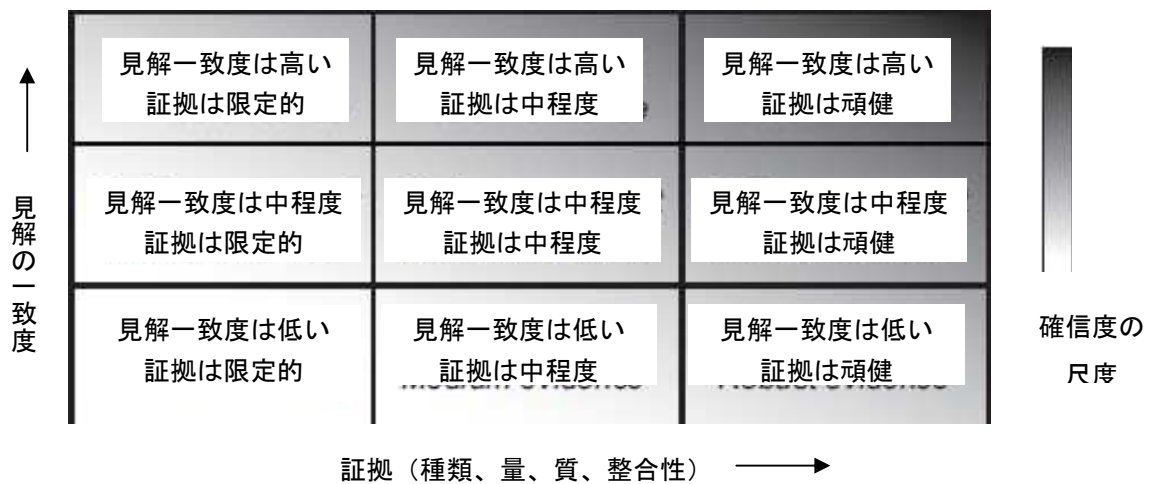 見解一致度は高い
証拠は限定的
見解一致度は高い
証拠は中程度
見解一致度は高い
証拠は頑健
見解一致度は中程度
証拠は限定的
見解一致度は中程度
証拠は中程度
見解一致度は中程度
証拠は頑健
見解一致度は低い
証拠は限定的
見解一致度は低い
証拠は中程度
見解一致度は低い
証拠は頑健
見解の一致度
証拠（種類、量、質、整合性）
確信度の
尺度